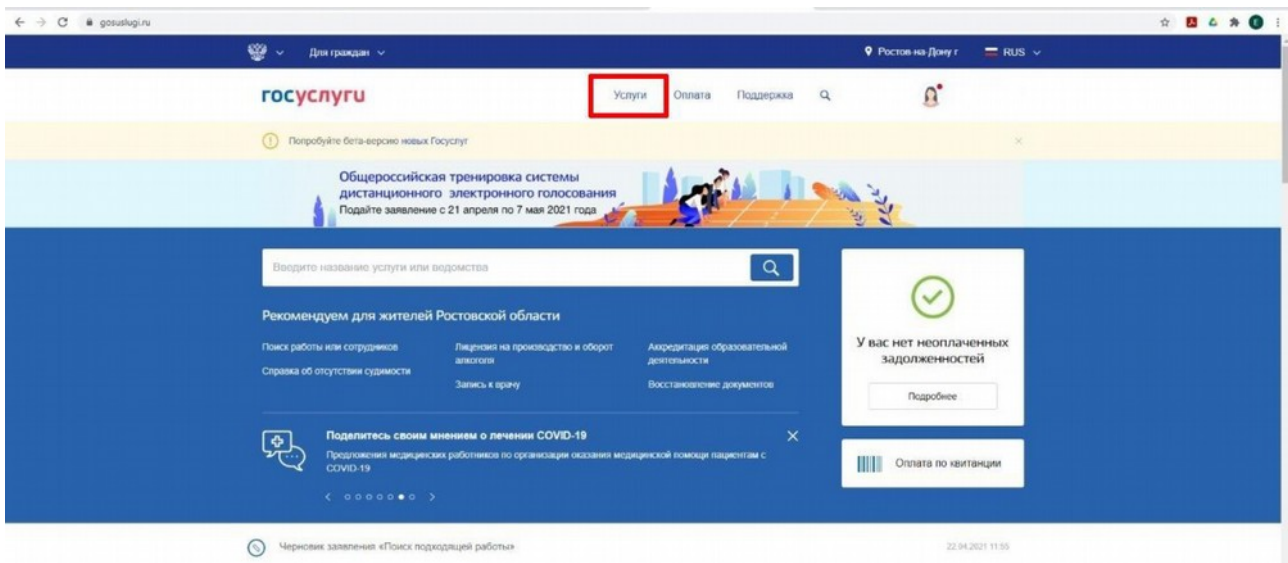 gosuslugi.ru
Для граждан
Ростов-на-Дону г
RUS
госуслуги
Услуги
Оплата
Поддержка
Попробуйте бета-версию новых Госуслуг
Общероссийская тренировка системы
дистанционного электронного голосования
Подайте заявление с 21 апреля по 7 мая 2021 года
Введите название услуги или ведомства
Рекомендуем для жителей Ростовской области
Поиск работы или сотрудников
Справка об отсутствии судимости
Лицензия на производство и оборот
алкоголя
Запись к врачу
Аккредитация образовательной
деятельности
Восстановление документов
У вас нет неоплаченных
задолженностей
Подробнее
Поделитесь своим мнением о лечении COVID-19
Предложения медицинских работников по организации оказания медицинской помощи пациентам с
COVID-19
Оплата по квитанции
Черновик заявления «Поиск подходящей работы»
22.04.2021 11:55